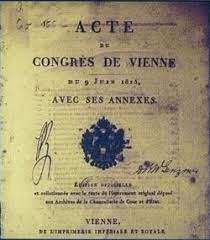 ACTE
DU
CONGRÈS DE VIENNE
DU 9 JUIN 1815,
AVEC SES ANNEXES.
ÉDITION OFFICIELLE
et collationnée avec le texte de l'instrument original déposé
aux Archives de la Chancellerie de Cour et d'État.
VIENNE,
DE L'IMPRIMERIE IMPÉRIALE ET ROYALE.